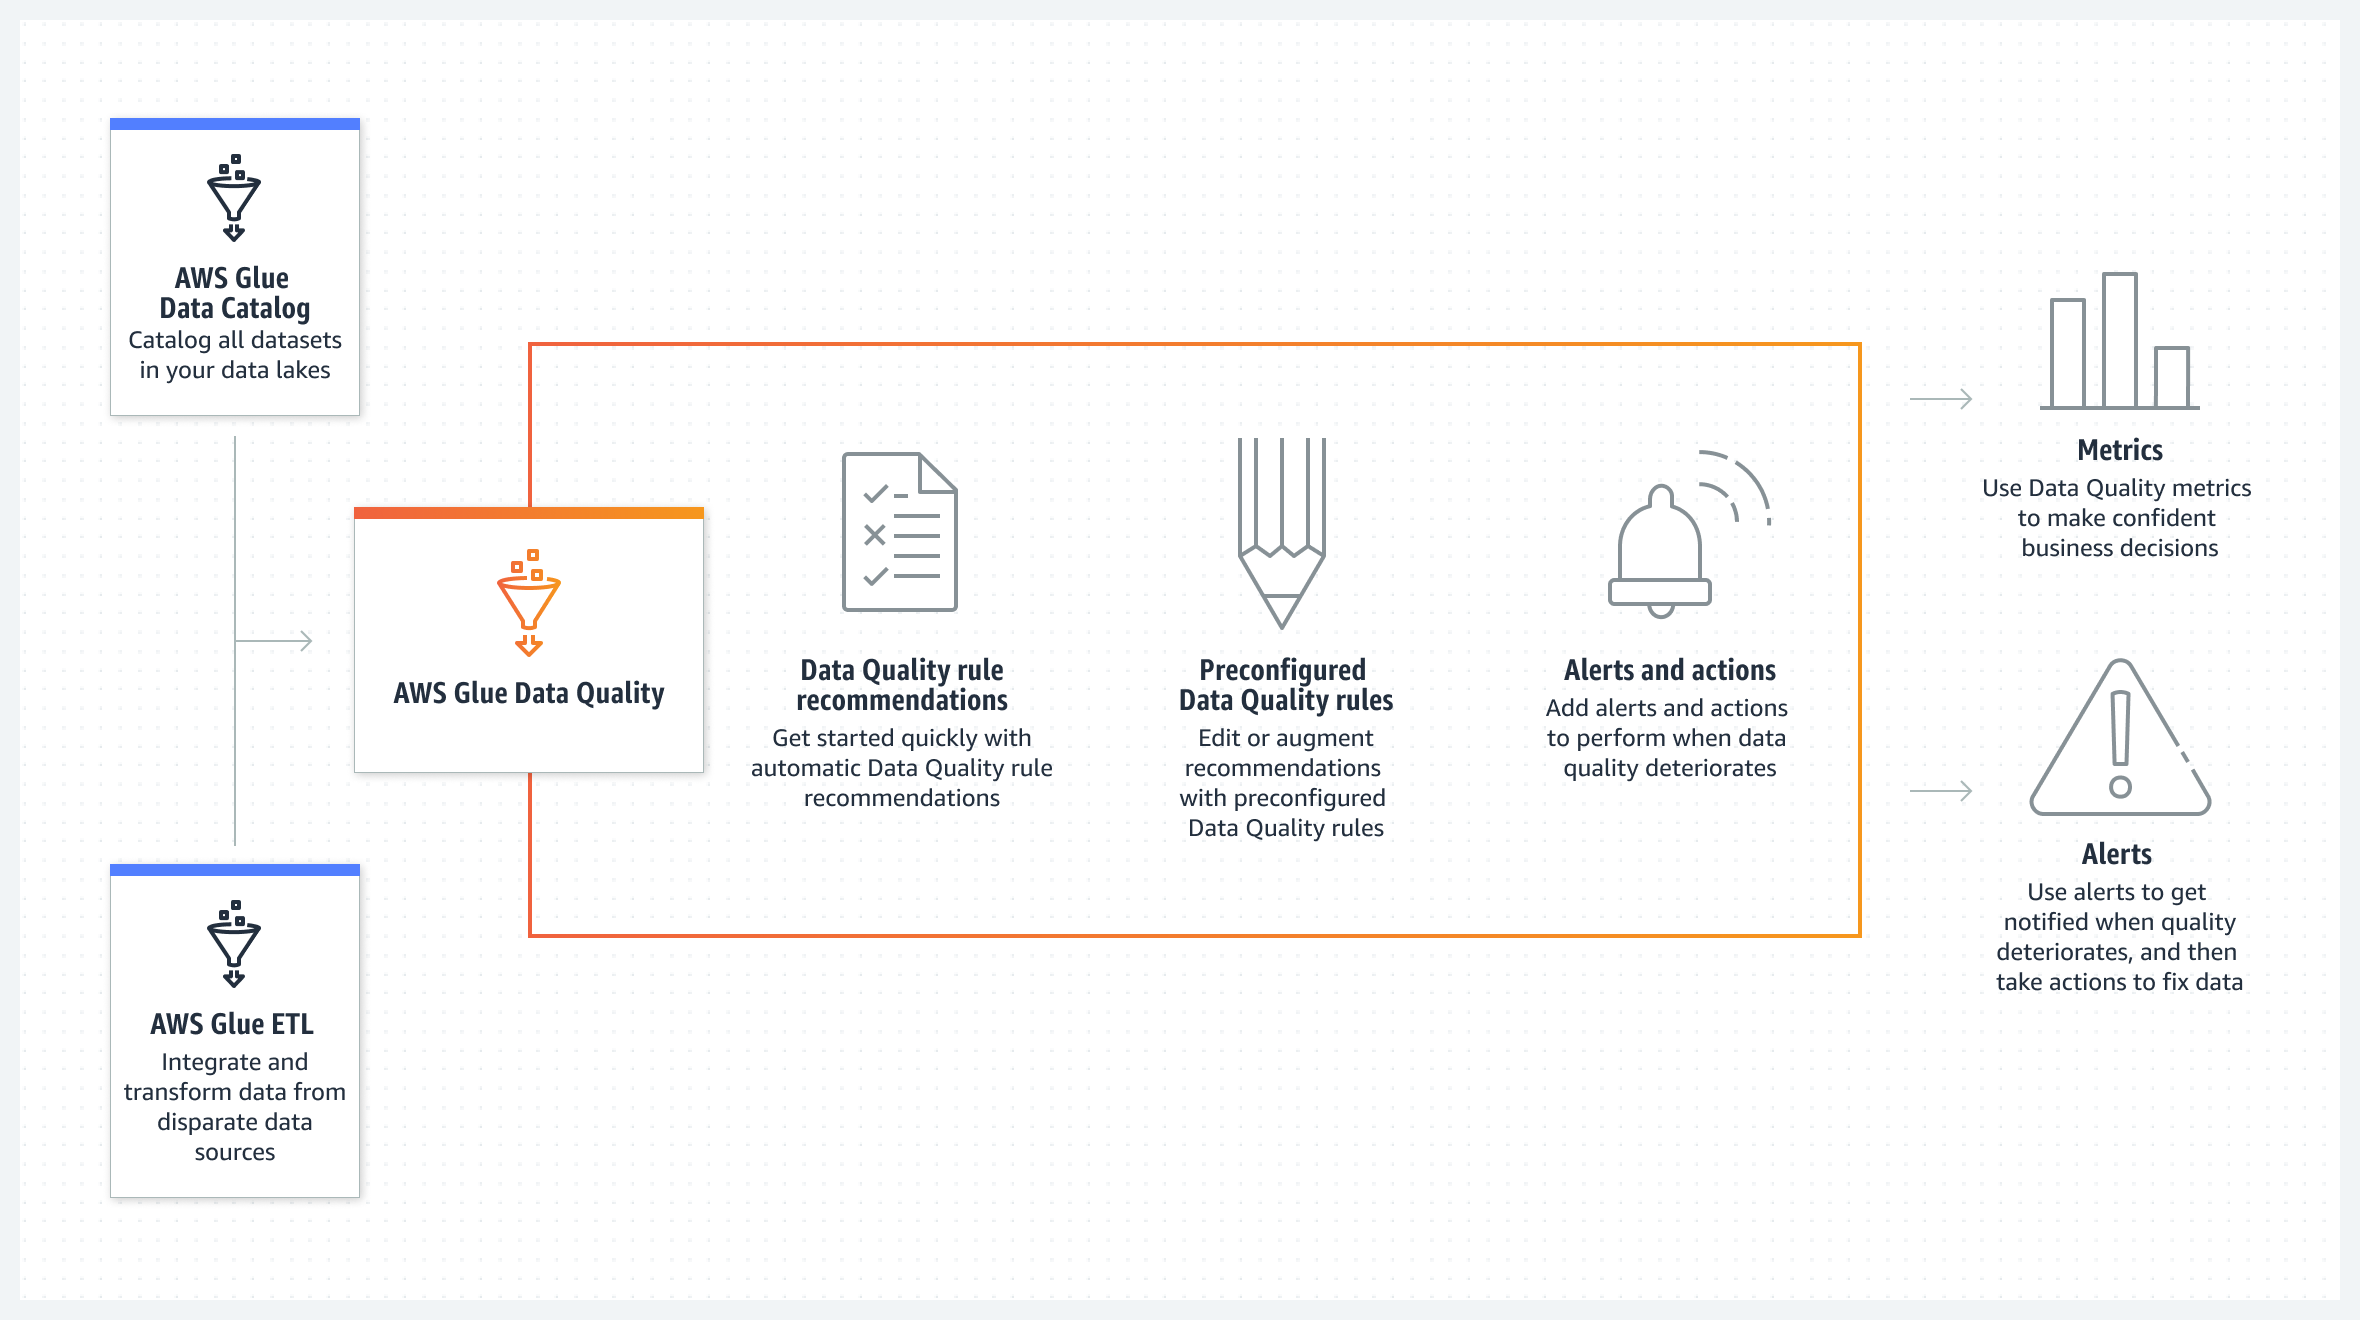 AWS Glue
Data Catalog
Catalog all datasets
in your data lakes
AWS Glue ETL
Integrate and
transform data from
disparate data
sources
AWS Glue Data Quality
Data Quality rule
recommendations
Get started quickly with
automatic Data Quality rule
recommendations
Preconfigured
Data Quality rules
Edit or augment
recommendations
with preconfigured
Data Quality rules
Alerts and actions
Add alerts and actions
to perform when data
quality deteriorates
Metrics
Use Data Quality metrics
to make confident
business decisions
Alerts
Use alerts to get
notified when quality
deteriorates, and then
take actions to fix data